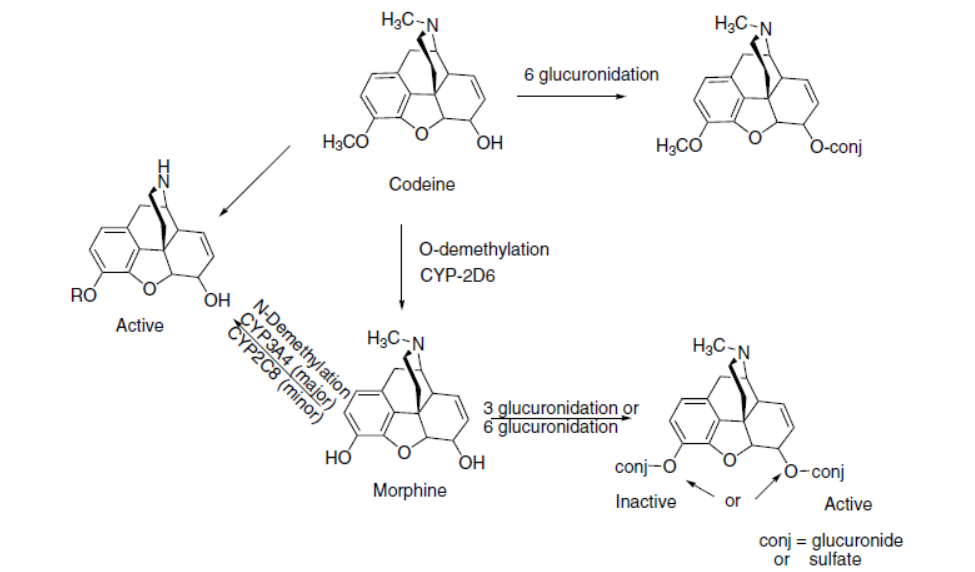 H₃C-N
H₃C-N
6 glucuronidation
H₃CO
O
OH
H₃CO
O
O-conj
Codeine
H
N
O-demethylation
CYP-2D6
RO
O
OH
Active
N-Demethylation
CYP3A4 (major)
CYP2C8 (minor)
H₃C-N
H₃C-N
3 glucuronidation or
6 glucuronidation
HO
O
OH
conj-O
O
O-conj
Morphine
Inactive
or
Active
conj = glucuronide
or sulfate